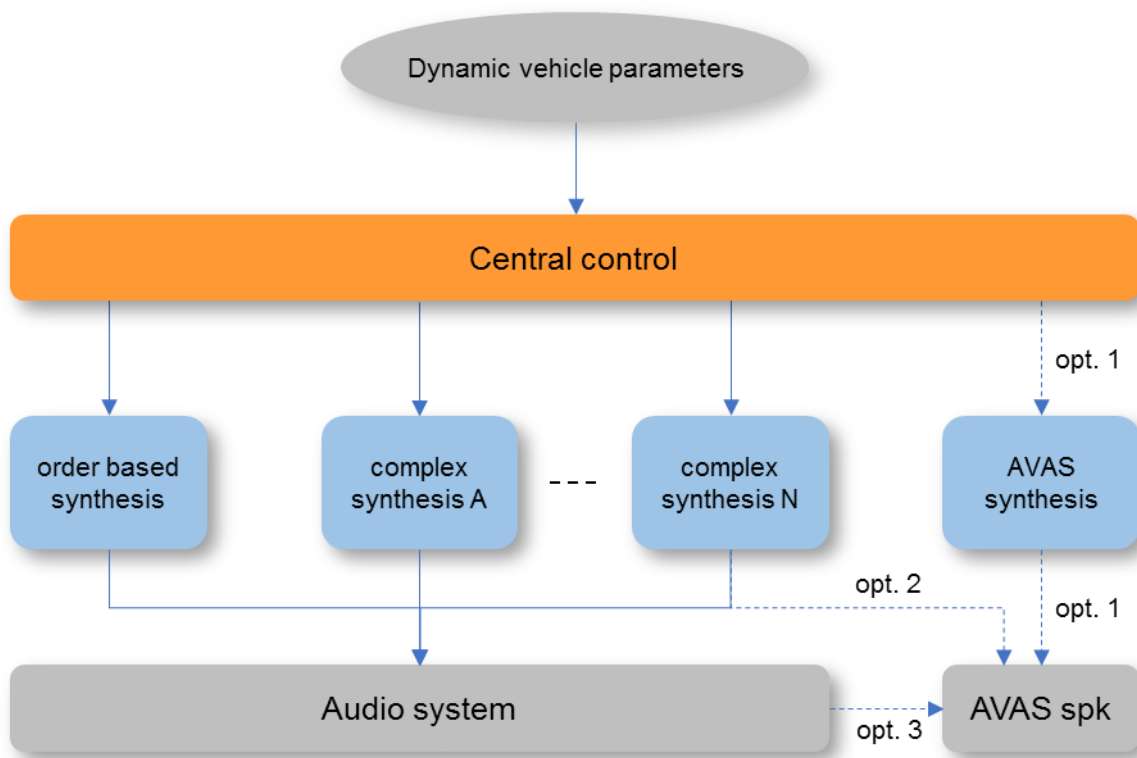 Dynamic vehicle parameters
Central control
opt. 1
order based
synthesis
complex
synthesis A
---
complex
synthesis N
AVAS
synthesis
opt. 2
opt. 1
Audio system
opt. 3
AVAS spk